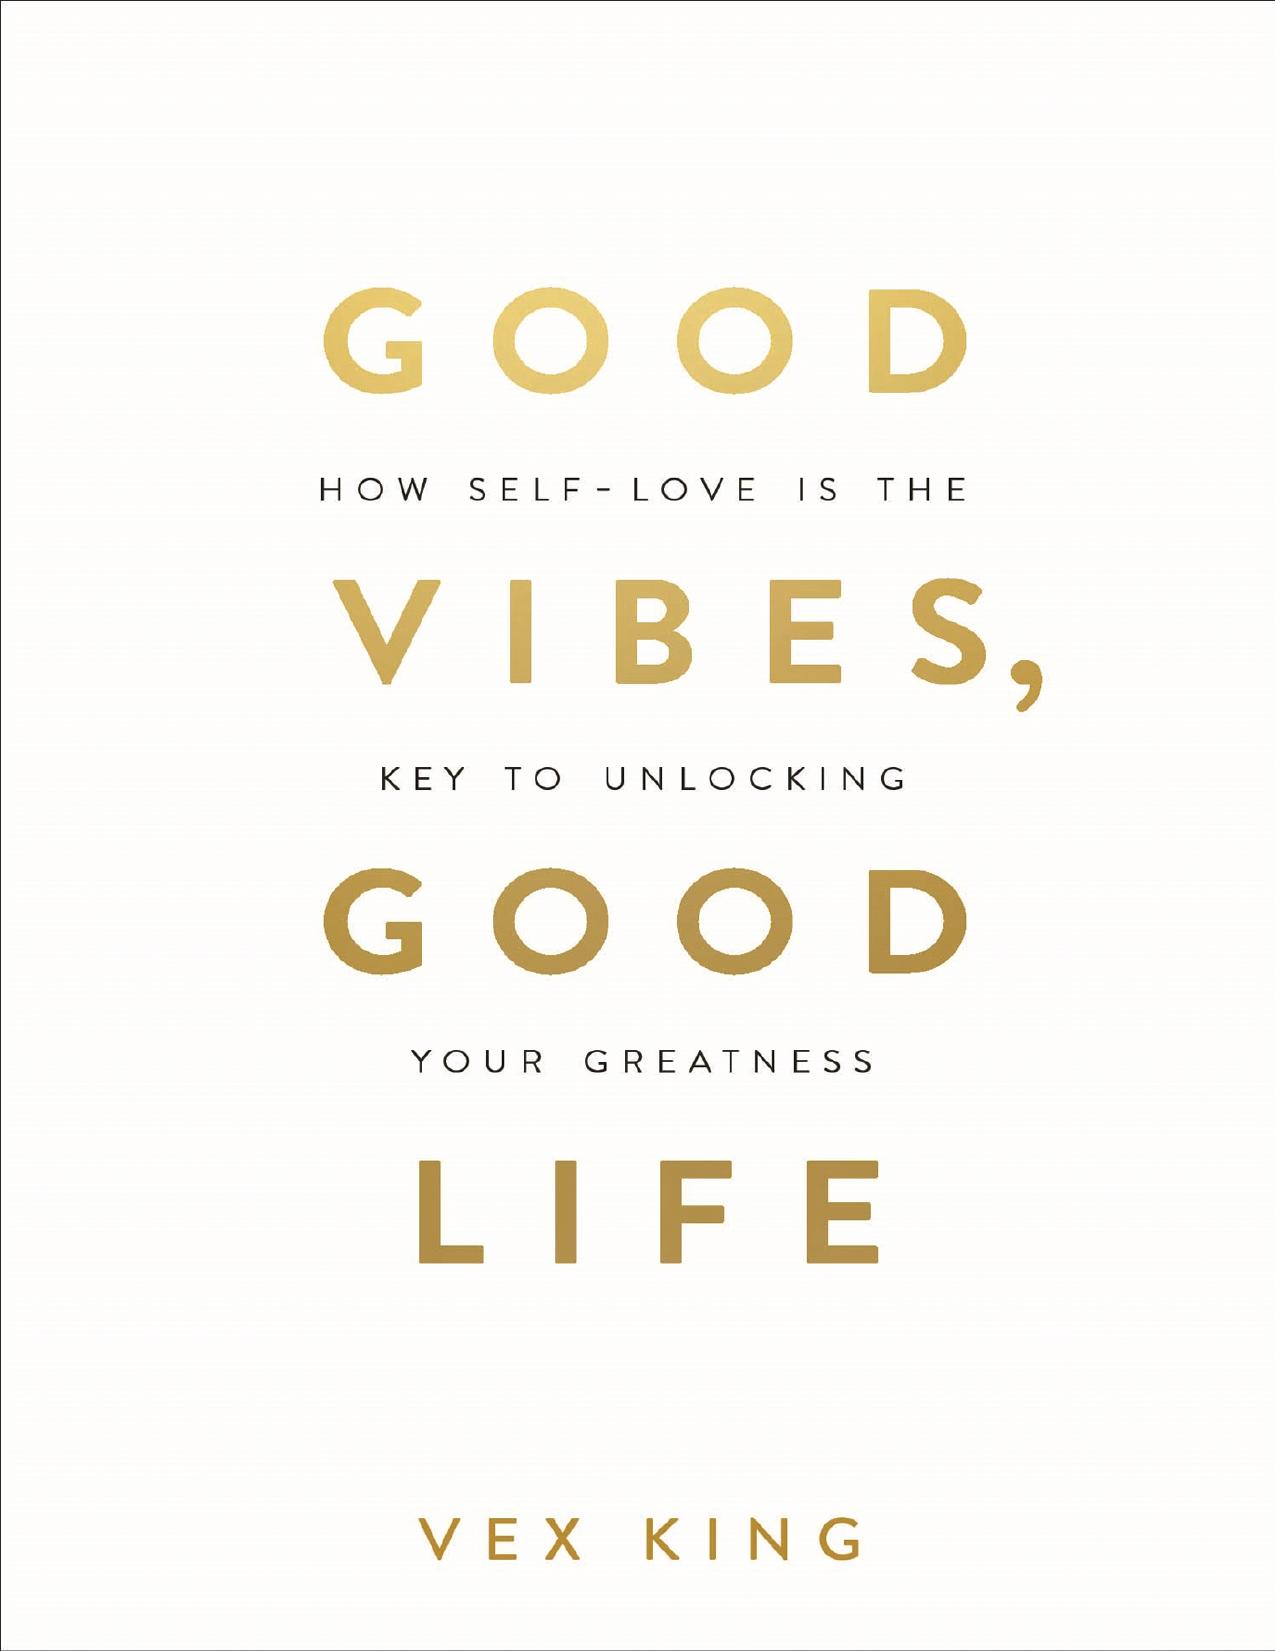 GOOD
HOW SELF-LOVE IS THE
VIBES,
KEY TO UNLOCKING
GOOD
YOUR GREATNESS
LIFE
VEX KING